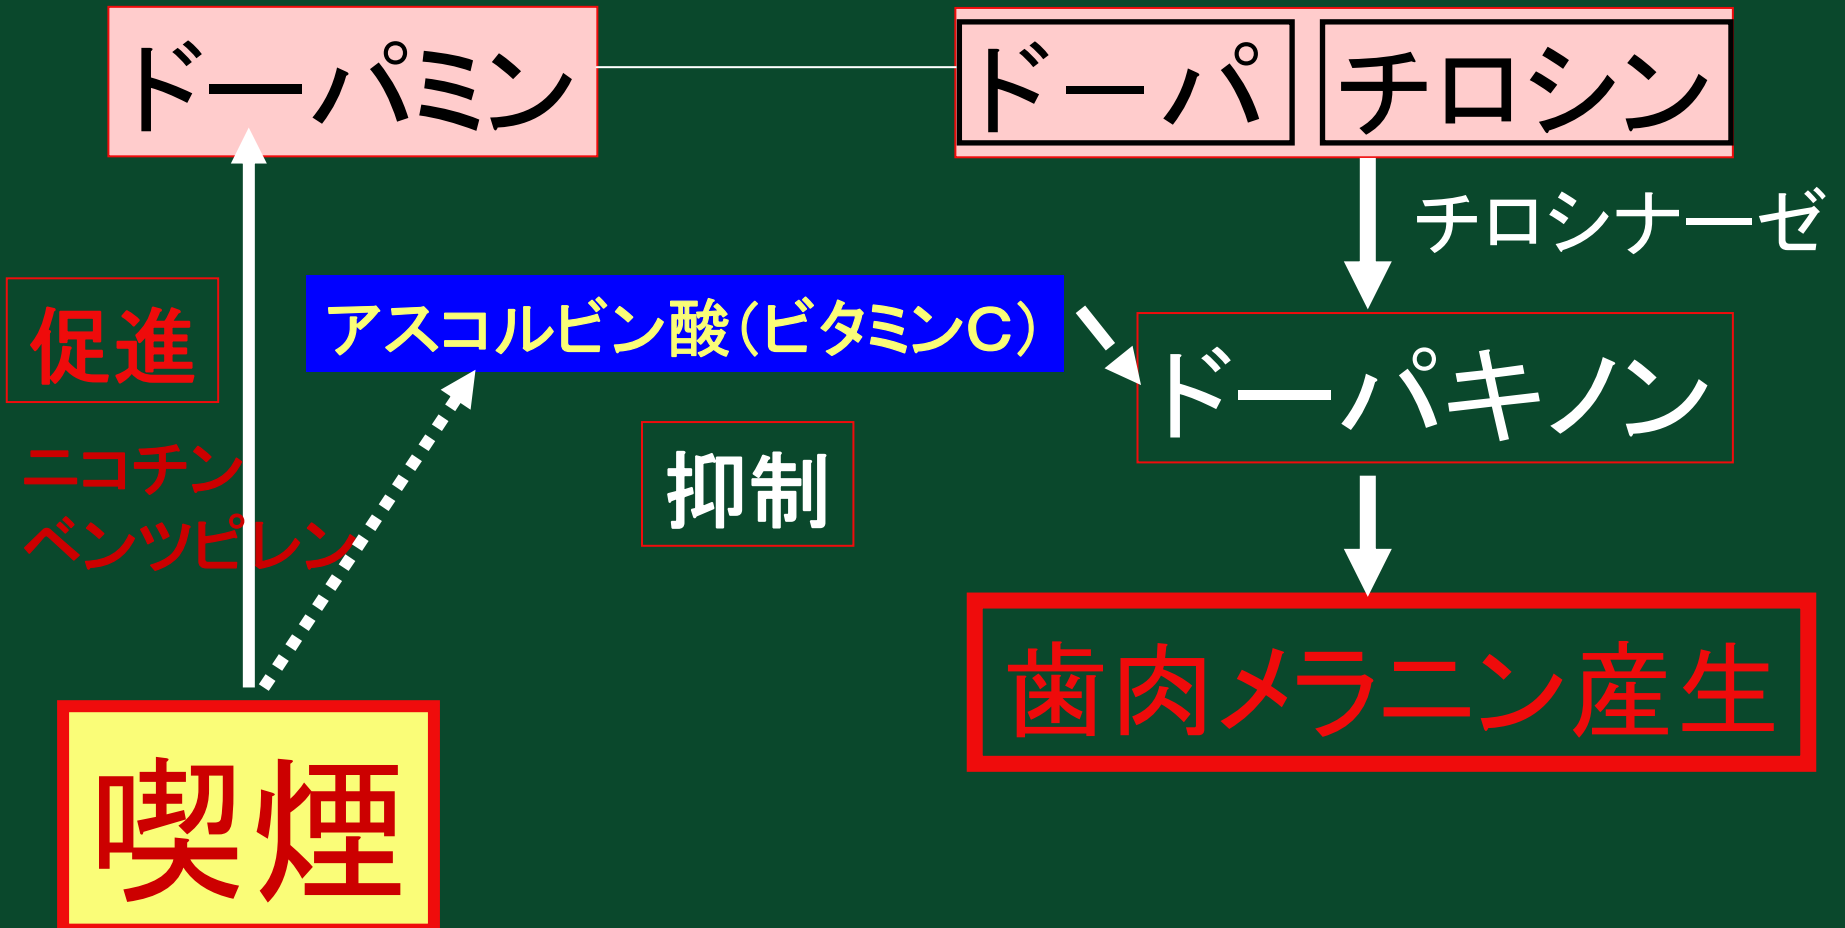 ドーパミン
ドーパ
チロシン
チロシナーゼ
促進
アスコルビン酸（ビタミンC）
ドーパキノン
ニコチン
ベンツピレン
抑制
歯肉メラニン産生
喫煙